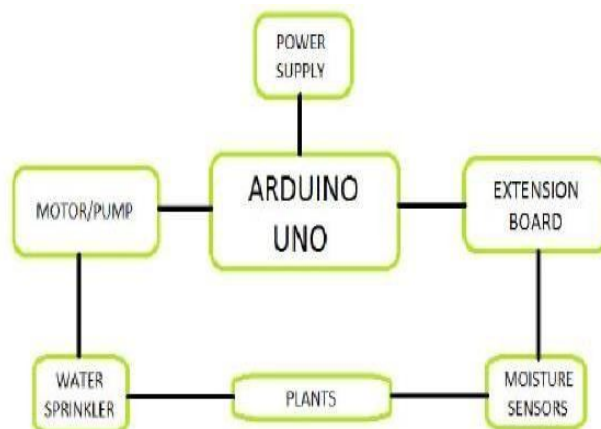 POWER
SUPPLY
MOTOR/PUMP
ARDUINO
UNO
EXTENSION
BOARD
WATER
SPRINKLER
PLANTS
MOISTURE
SENSORS